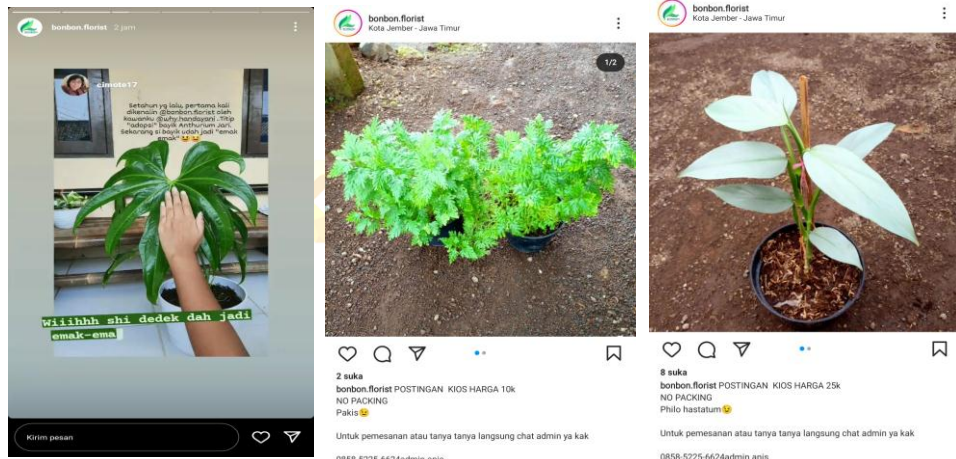 bonbon.florist 2 jam
cimote17
Setahun yg lalu, pertama kali
dikenalin @bonbon.florist oleh
kawanku @why.handayani .Titip
"adopsi" bayik Anthurium Jari.
Sekarang si bayik udah jadi "emak
emak" 😆😆
Wiiihhh shi dedek dah jadi
emak-ema
Kirim pesan
bonbon.florist
Kota Jember - Jawa Timur
1/2
2 suka
bonbon.florist POSTINGAN KIOS HARGA 10k
NO PACKING
Pakis😉
Untuk pemesanan atau tanya tanya langsung chat admin ya kak
0858-5225-6624admin anis
bonbon.florist
Kota Jember - Jawa Timur
8 suka
bonbon.florist POSTINGAN KIOS HARGA 25k
NO PACKING
Philo hastatum😉
Untuk pemesanan atau tanya tanya langsung chat admin ya kak
0858-5225-6624admin anis